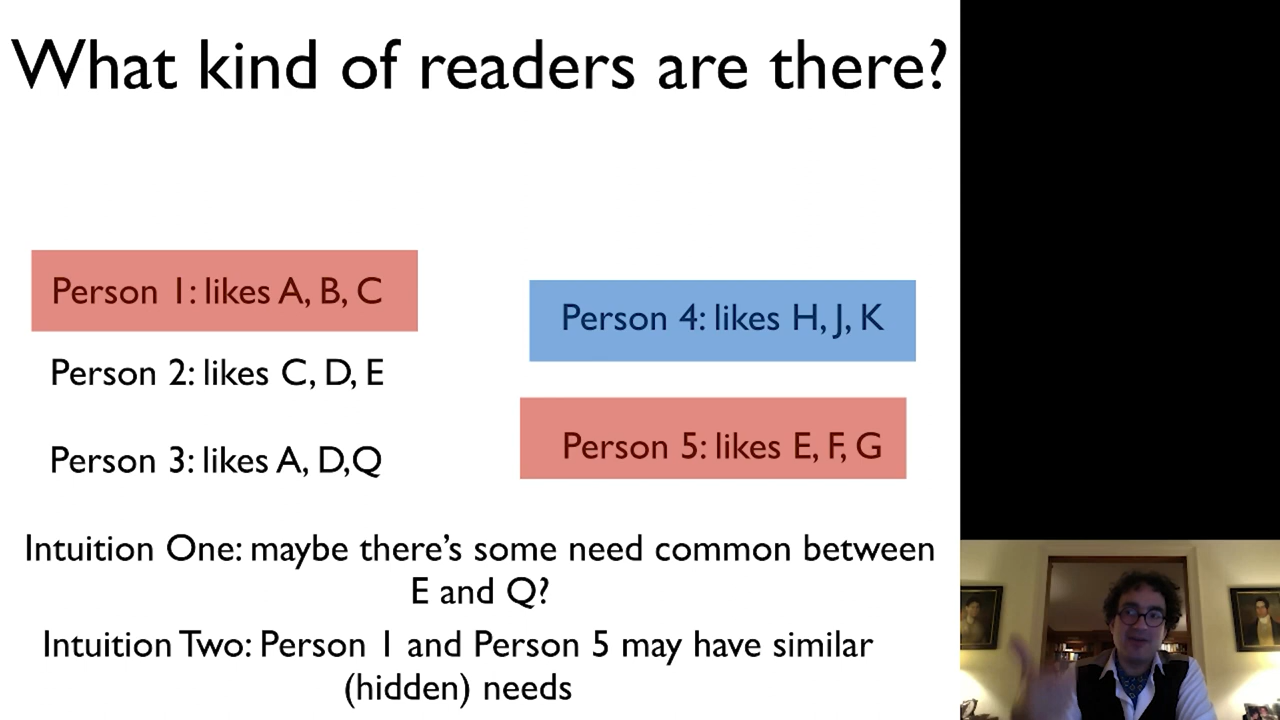 What kind of readers are there?
Person 1: likes A, B, C
Person 2: likes C, D, E
Person 3: likes A, D,Q
Person 4: likes H, J, K
Person 5: likes E, F, G
Intuition One: maybe there's some need common between
E and Q?
Intuition Two: Person 1 and Person 5 may have similar
(hidden) needs